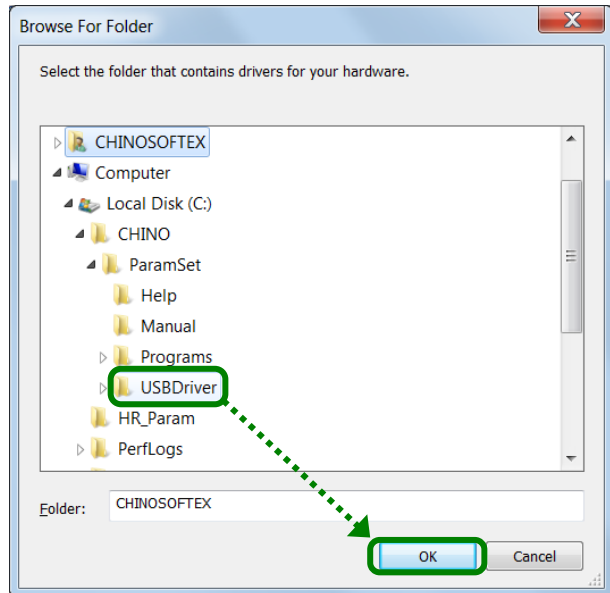 Browse For Folder
X
Select the folder that contains drivers for your hardware.
CHINOSOFTEX
Computer
Local Disk (C:)
CHINO
ParamSet
Help
Manual
Programs
USBDriver
HR_Param
PerfLogs
Folder: CHINOSOFTEX
OK Cancel